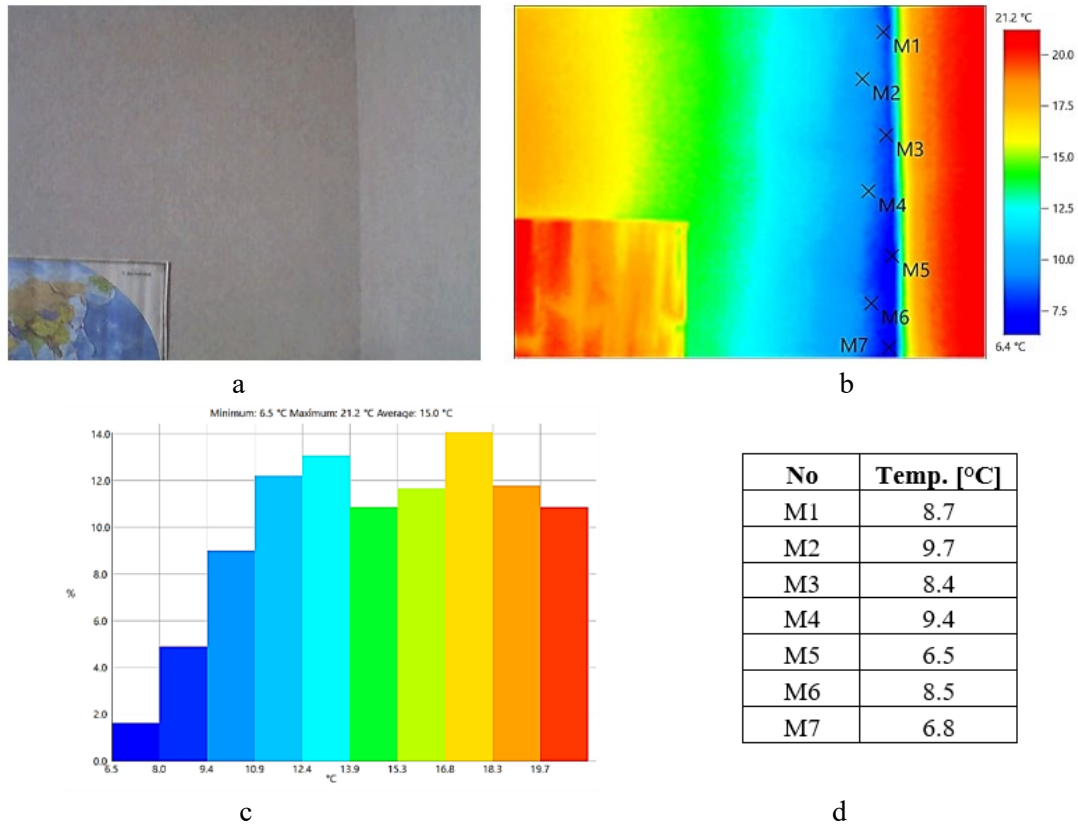 21.2 °C
20.0
17.5
15.0
12.5
10.0
7.5
6.4 °C
M1
M2
M3
M4
M5
M6
M7
a
b
Minimum: 6.5 °C Maximum: 21.2 °C Average: 15.0 °C
14.0
12.0
10.0
8.0
6.0
4.0
2.0
0.0
%
6.5 8.0 9.4 10.9 12.4 13.9 15.3 16.8 18.3 19.7
°C
No Temp. [°C]
M1 8.7
M2 9.7
M3 8.4
M4 9.4
M5 6.5
M6 8.5
M7 6.8
c
d